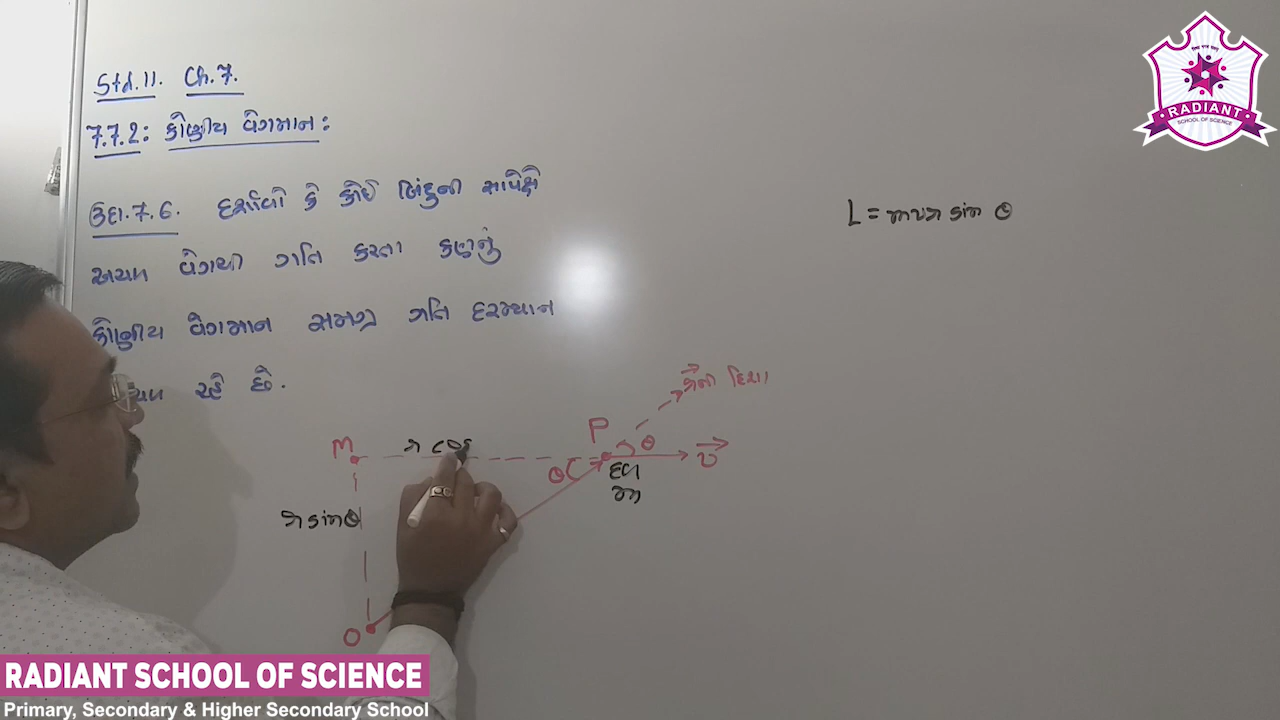 Std.11. Ch.7.
7.7.2: કોણીય વેગમાન:
ઉદા.7.6. દર્શાવો કે કોઈ બિંદુની સાપેક્ષે
અચળ વેગથી ગતિ કરતા કણનું
કોણીય વેગમાન સમગ્ર ગતિ દરમ્યાન
રહે છે.
L = mvr sin θ
r ની દિશા
M
r cos
P
θ
v
θ
દળ
m
r sinθ
O
RADIANT
SCHOOL OF SCIENCE
RADIANT SCHOOL OF SCIENCE
Primary, Secondary & Higher Secondary School